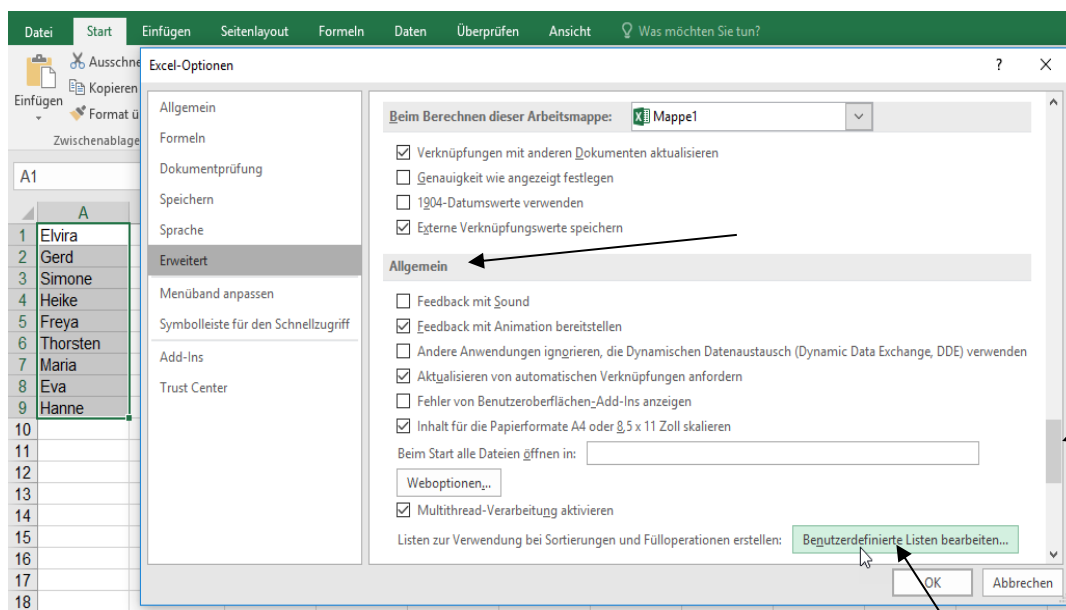 Datei Start Einfügen Seitenlayout Formeln Daten Überprüfen Ansicht Was möchten Sie tun?
Ausschne
Kopieren
Einfügen
Format ü
Zwischenablage
A1
A
1 Elvira
2 Gerd
3 Simone
4 Heike
5 Freya
6 Thorsten
7 Maria
8 Eva
9 Hanne
10
11
12
13
14
15
16
17
18
Excel-Optionen ?
Allgemein
Formeln
Dokumentprüfung
Speichern
Sprache
Erweitert
Menüband anpassen
Symbolleiste für den Schnellzugriff
Add-Ins
Trust Center
Beim Berechnen dieser Arbeitsmappe: Mappe1
Verknüpfungen mit anderen Dokumenten aktualisieren
Genauigkeit wie angezeigt festlegen
1904-Datumswerte verwenden
Externe Verknüpfungswerte speichern
Allgemein
Feedback mit Sound
Feedback mit Animation bereitstellen
Andere Anwendungen ignorieren, die Dynamischen Datenaustausch (Dynamic Data Exchange, DDE) verwenden
Aktualisieren von automatischen Verknüpfungen anfordern
Fehler von Benutzeroberflächen-Add-Ins anzeigen
Inhalt für die Papierformate A4 oder 8,5 x 11 Zoll skalieren
Beim Start alle Dateien öffnen in:
Weboptionen...
Multithread-Verarbeitung aktivieren
Listen zur Verwendung bei Sortierungen und Fülloperationen erstellen: Benutzerdefinierte Listen bearbeiten...
OK Abbrechen